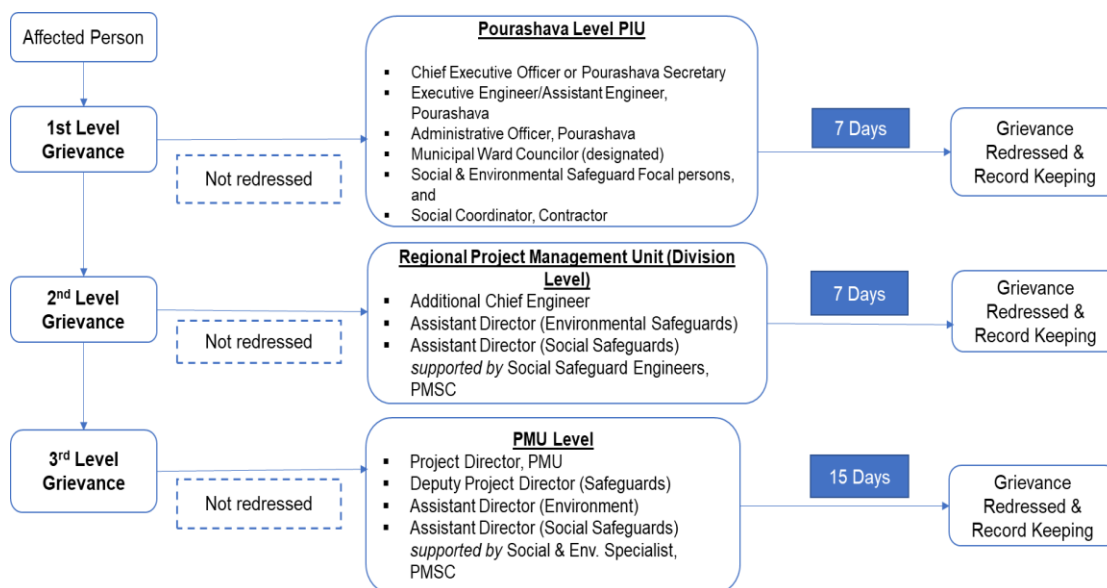 Affected Person
1st Level
Grievance
Not redressed
Pourashava Level PIU
▪ Chief Executive Officer or Pourashava Secretary
▪ Executive Engineer/Assistant Engineer,
Pourashava
▪ Administrative Officer, Pourashava
▪ Municipal Ward Councilor (designated)
▪ Social & Environmental Safeguard Focal persons,
and
▪ Social Coordinator, Contractor
7 Days
Grievance
Redressed &
Record Keeping
2nd Level
Grievance
Not redressed
Regional Project Management Unit (Division
Level)
▪ Additional Chief Engineer
▪ Assistant Director (Environmental Safeguards)
▪ Assistant Director (Social Safeguards)
supported by Social Safeguard Engineers,
PMSC
7 Days
Grievance
Redressed &
Record Keeping
3rd Level
Grievance
Not redressed
PMU Level
▪ Project Director, PMU
▪ Deputy Project Director (Safeguards)
▪ Assistant Director (Environment)
▪ Assistant Director (Social Safeguards)
supported by Social & Env. Specialist,
PMSC
15 Days
Grievance
Redressed &
Record Keeping